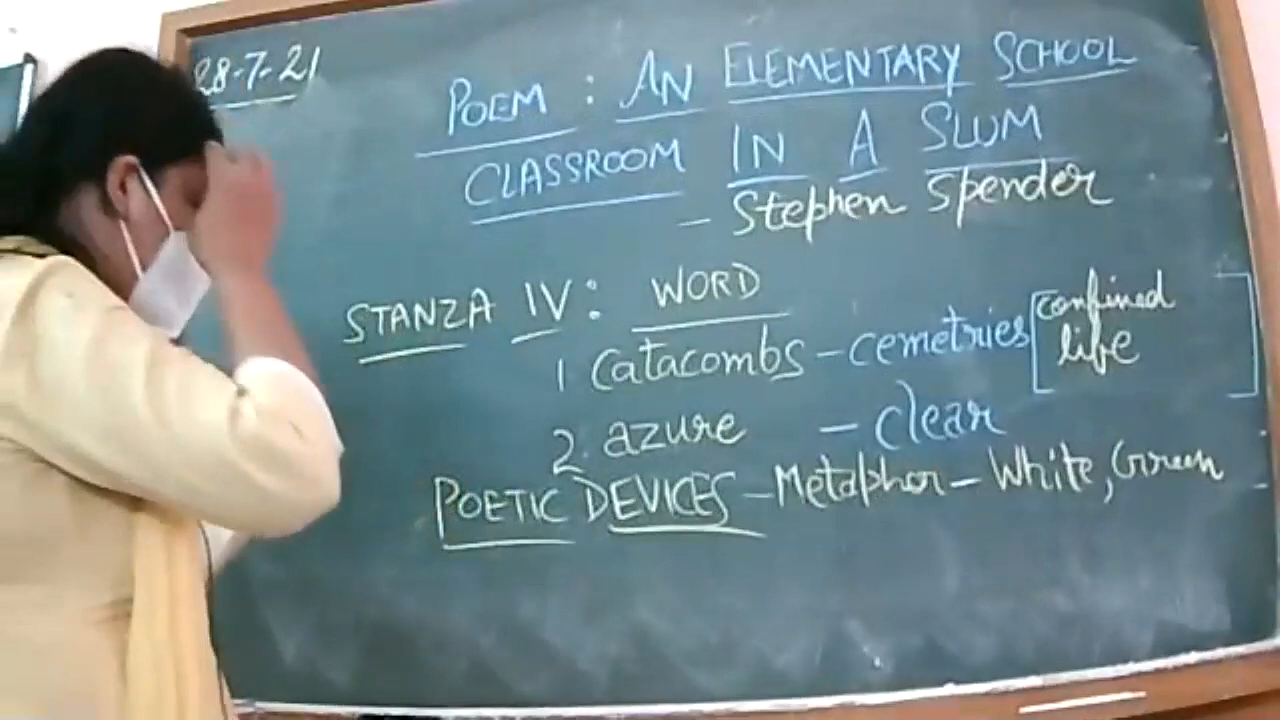 28-7-21
POEM : AN ELEMENTARY SCHOOL
CLASSROOM IN A SLUM
- Stephen Spender
STANZA IV : WORD
1 Catacombs - cemetries [confined life]
2. azure - clear
POETIC DEVICES - Metaphor - White, Green